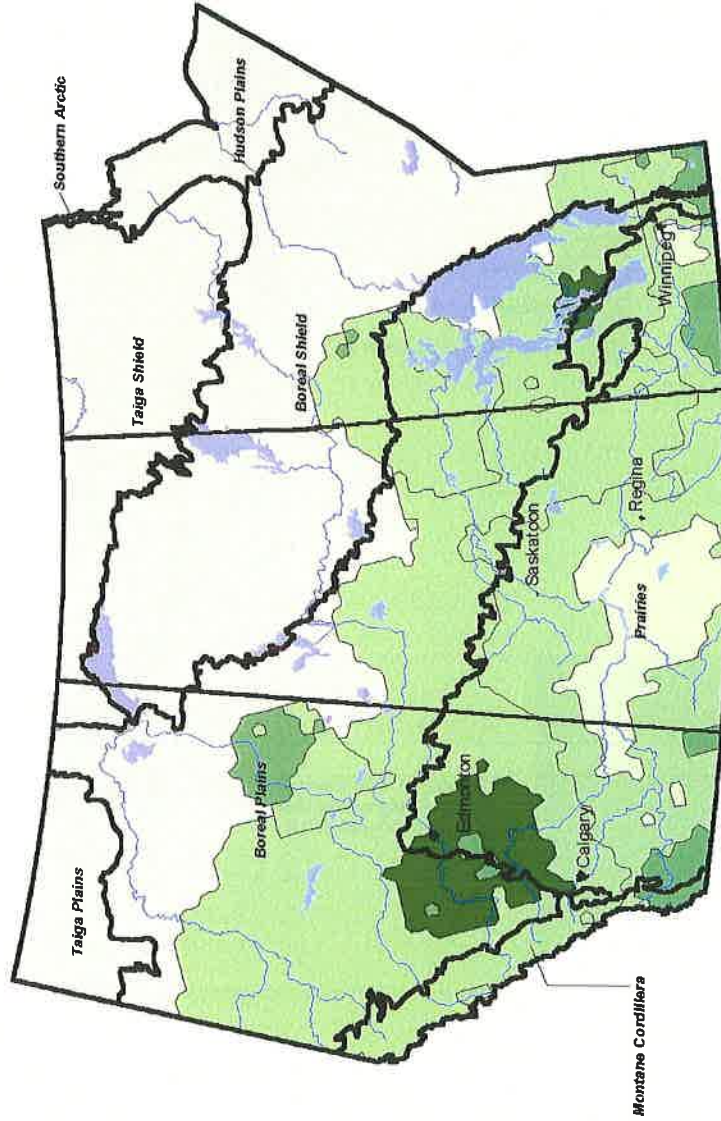 Southern Arctic
Taiga Plains
Taiga Shield
Hudson Plains
Boreal Shield
Boreal Plains
Edmonton
Saskatoon
Calgary
Prairies
Regina
Winnipeg
Montane Cordillera